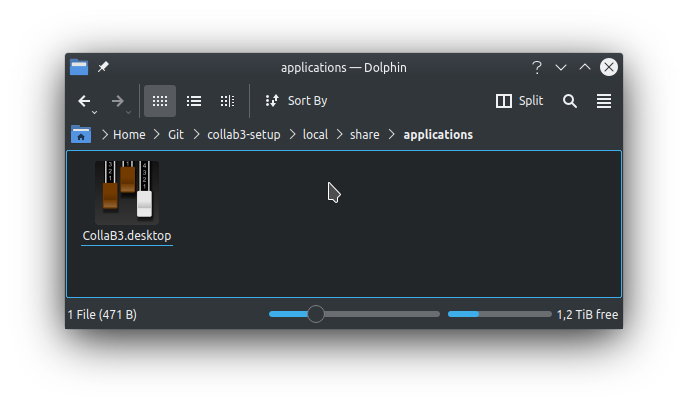 applications — Dolphin
Sort By
Split
Home Git collab3-setup local share applications
CollaB3.desktop
1 File (471 B)
1,2 TiB free